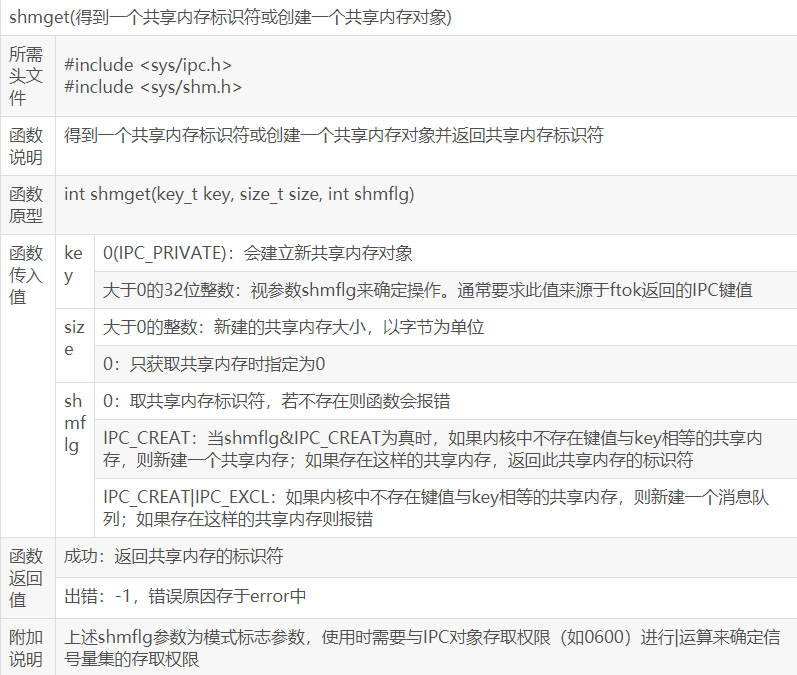 shmget(得到一个共享内存标识符或创建一个共享内存对象)
所需
头文
件
#include <sys/ipc.h>
#include <sys/shm.h>
函数
说明
得到一个共享内存标识符或创建一个共享内存对象并返回共享内存标识符
函数
原型
int shmget(key_t key, size_t size, int shmflg)
函数
传入
值
ke
y
0(IPC_PRIVATE)：会建立新共享内存对象
大于0的32位整数：视参数shmflg来确定操作。通常要求此值来源于ftok返回的IPC键值
siz
e
大于0的整数：新建的共享内存大小，以字节为单位
0：只获取共享内存时指定为0
sh
mf
lg
0：取共享内存标识符，若不存在则函数会报错
IPC_CREAT：当shmflg&IPC_CREAT为真时，如果内核中不存在键值与key相等的共享内
存，则新建一个共享内存；如果存在这样的共享内存，返回此共享内存的标识符
IPC_CREAT|IPC_EXCL：如果内核中不存在键值与key相等的共享内存，则新建一个消息队
列；如果存在这样的共享内存则报错
函数
返回
值
成功：返回共享内存的标识符
出错：-1，错误原因存于error中
附加
说明
上述shmflg参数为模式标志参数，使用时需要与IPC对象存取权限（如0600）进行|运算来确定信
号量集的存取权限